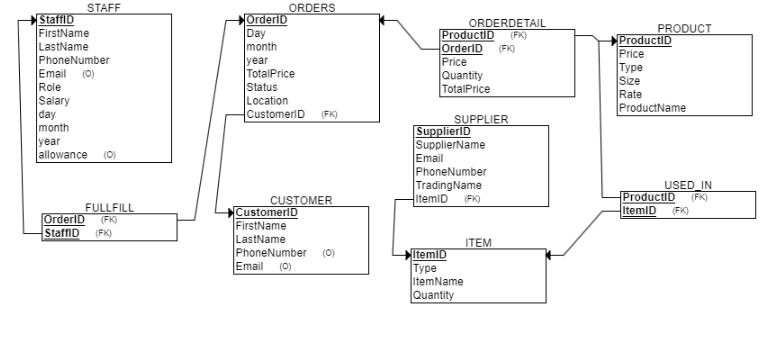 STAFF
StaffID
FirstName
LastName
PhoneNumber
Email (O)
Role
Salary
day
month
year
allowance (O)
ORDERS
OrderID
Day
month
year
TotalPrice
Status
Location
CustomerID (FK)
ORDERDETAIL
ProductID (FK)
OrderID (FK)
Price
Quantity
TotalPrice
PRODUCT
ProductID
Price
Type
Size
Rate
ProductName
SUPPLIER
SupplierID
SupplierName
Email
PhoneNumber
TradingName
ItemID (FK)
FULLFILL
OrderID (FK)
StaffID (FK)
CUSTOMER
CustomerID
FirstName
LastName
PhoneNumber (O)
Email (O)
USED_IN
ProductID (FK)
ItemID (FK)
ITEM
ItemID
Type
ItemName
Quantity